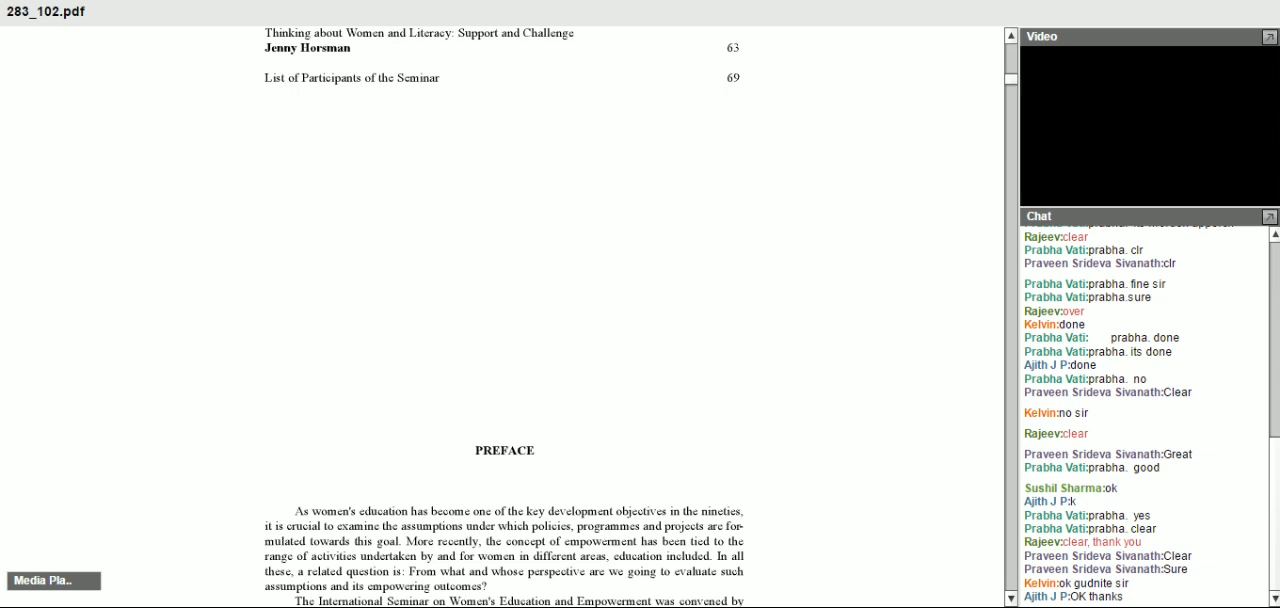 283_102.pdf
Thinking about Women and Literacy: Support and Challenge
Jenny Horsman 63
List of Participants of the Seminar 69
PREFACE
As women's education has become one of the key development objectives in the nineties,
it is crucial to examine the assumptions under which policies, programmes and projects are for-
mulated towards this goal. More recently, the concept of empowerment has been tied to the
range of activities undertaken by and for women in different areas, education included. In all
these, a related question is: From what and whose perspective are we going to evaluate such
assumptions and its empowering outcomes?
The International Seminar on Women's Education and Empowerment was convened by
Media Pla..
Video
Chat
Rajeev:clear
Prabha Vati:prabha. clr
Praveen Srideva Sivanath:clr
Prabha Vati:prabha. fine sir
Prabha Vati:prabha.sure
Rajeev:over
Kelvin:done
Prabha Vati: prabha. done
Prabha Vati:prabha. its done
Ajith J P:done
Prabha Vati:prabha. no
Praveen Srideva Sivanath:Clear
Kelvin:no sir
Rajeev:clear
Praveen Srideva Sivanath:Great
Prabha Vati:prabha. good
Sushil Sharma:ok
Ajith J P:k
Prabha Vati:prabha. yes
Prabha Vati:prabha. clear
Rajeev:clear, thank you
Praveen Srideva Sivanath:Clear
Praveen Srideva Sivanath:Sure
Kelvin:ok gudnite sir
Ajith J P:OK thanks